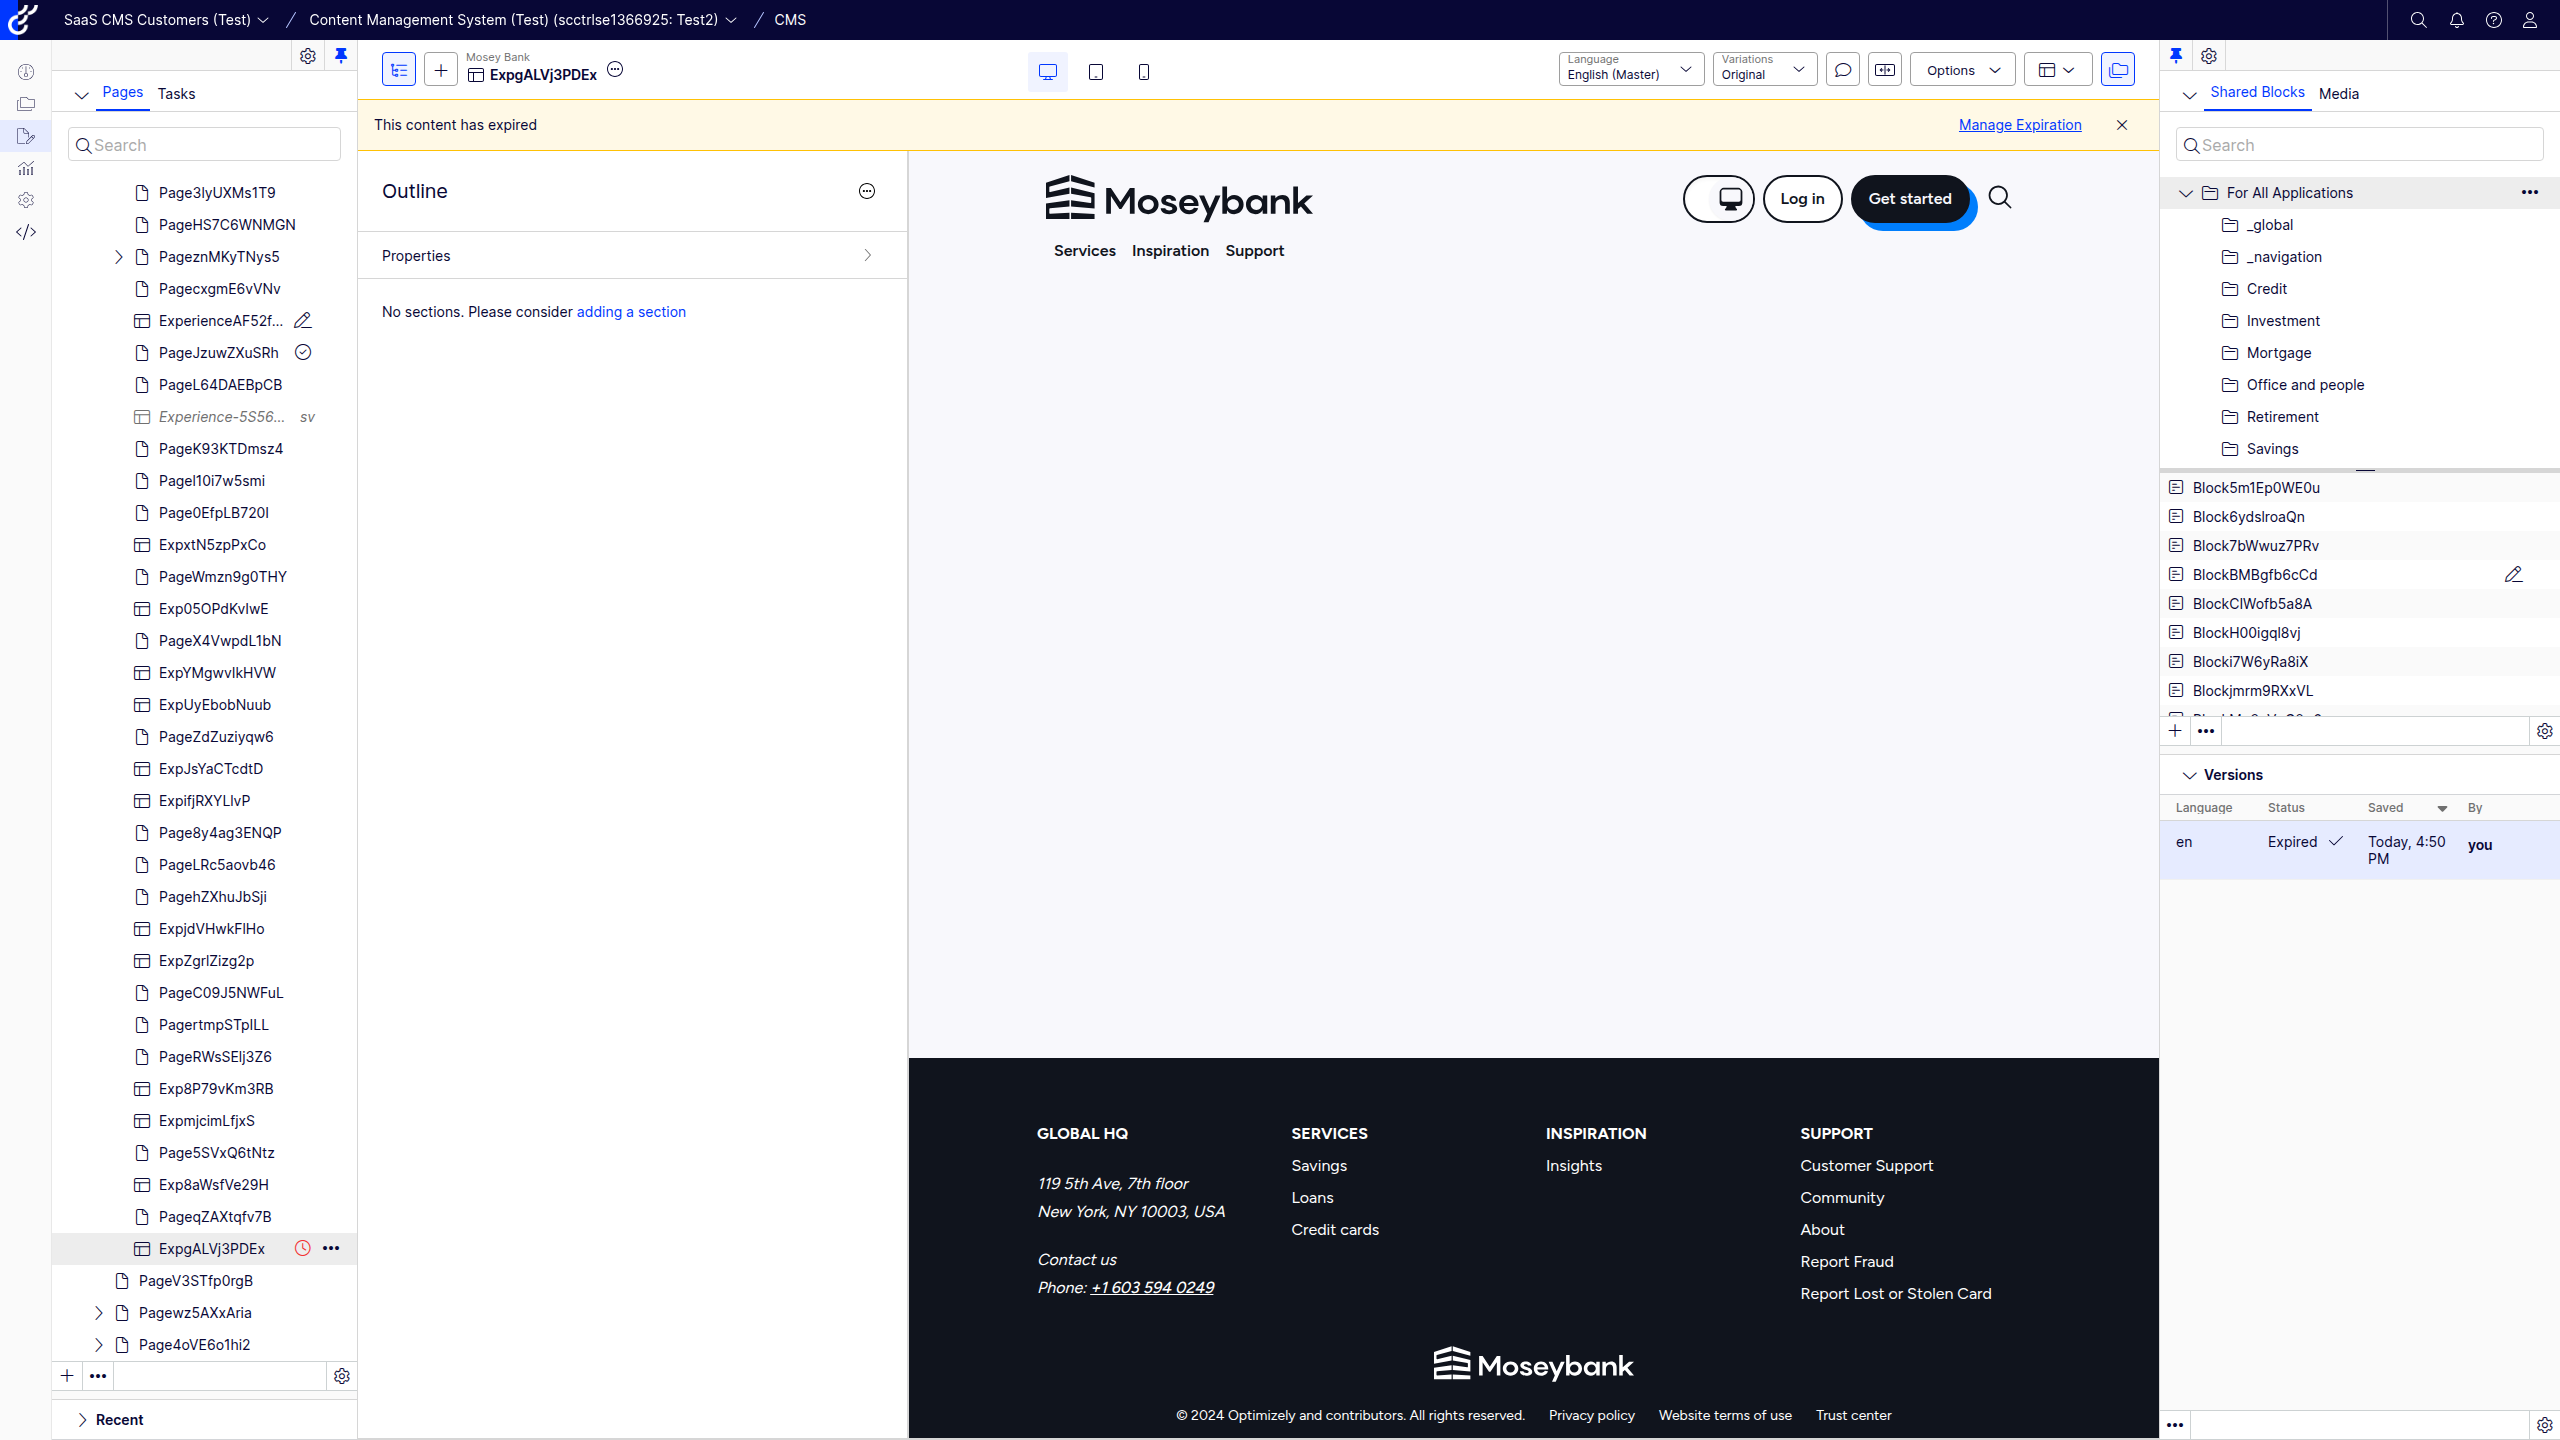 SaaS CMS Customers (Test)
Content Management System (Test) (scctrlse1366925: Test2)
CMS
Pages
Tasks
Search
Page3lyUXMs1T9
PageHS7C6WNMGN
PageznMKyTNys5
PagecxgmE6vVNv
ExperienceAF52f...
PageJzuwZXuSRh
PageL64DAEBpCB
Experience-5S56... sv
PageK93KTDmsz4
PageI10i7w5smi
Page0EfpLB720I
ExpxtN5zpPxCo
PageWmzn9g0THY
Exp05OPdKvIwE
PageX4VwpdL1bN
ExpYMgwvlkHVW
ExpUyEbobNuub
PageZdZuziyqw6
ExpJsYaCTcdtD
ExpifjRXYLlvP
Page8y4ag3ENQP
PageLRc5aovb46
PagehZXhuJbSji
ExpjdVHwkFlHo
ExpZgrlZizg2p
PageC09J5NWFuL
PagertmpSTpILL
PageRWsSElj3Z6
Exp8P79vKm3RB
ExpmjcimLfjxS
Page5SVxQ6tNtz
Exp8aWsfVe29H
PageqZAXtqfv7B
ExpgALVj3PDEx
PageV3STfp0rgB
Pagewz5AXxAria
Page4oVE6o1hi2
Recent
Mosey Bank
ExpgALVj3PDEx
Language
English (Master)
Variations
Original
Options
This content has expired
Manage Expiration
Outline
Properties
No sections. Please consider adding a section
Moseybank
Log in
Get started
Services Inspiration Support
GLOBAL HQ
119 5th Ave, 7th floor
New York, NY 10003, USA
Contact us
Phone: +1 603 594 0249
SERVICES
Savings
Loans
Credit cards
INSPIRATION
Insights
SUPPORT
Customer Support
Community
About
Report Fraud
Report Lost or Stolen Card
Moseybank
© 2024 Optimizely and contributors. All rights reserved. Privacy policy Website terms of use Trust center
Shared Blocks
Media
Search
For All Applications
_global
_navigation
Credit
Investment
Mortgage
Office and people
Retirement
Savings
Block5m1Ep0WE0u
Block6ydslroaQn
Block7bWwuz7PRv
BlockBMBgfb6cCd
BlockCIWofb5a8A
BlockH00igql8vj
Blocki7W6yRa8iX
Blockjmrm9RXxVL
Versions
Language Status Saved By
en Expired Today, 4:50 PM you